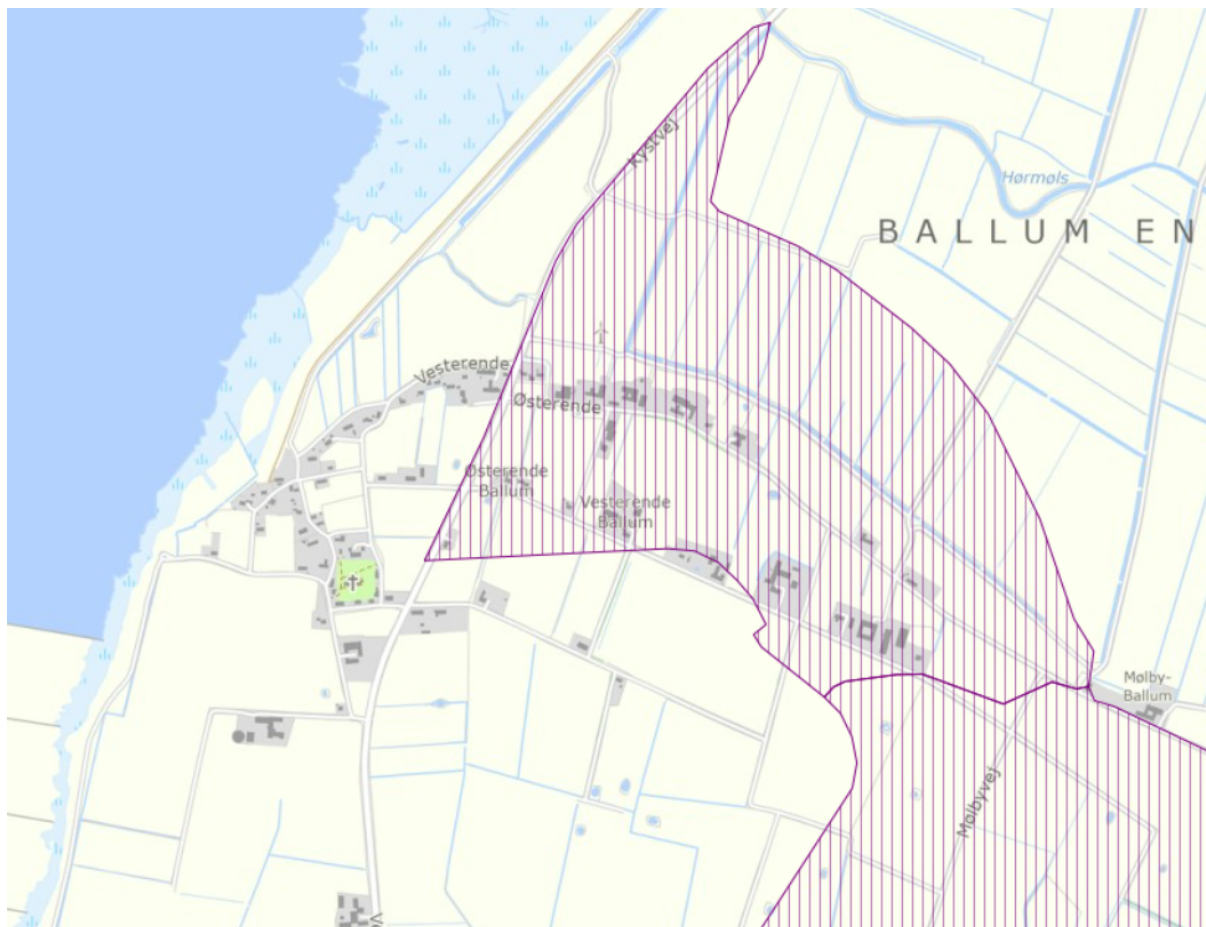 Kystvej
Hørmøls
BALLUM EN
Vesterende
Østerende
Østerende
Ballum
Vesterende
Ballum
Mølby-
Ballum
Mølbyvej